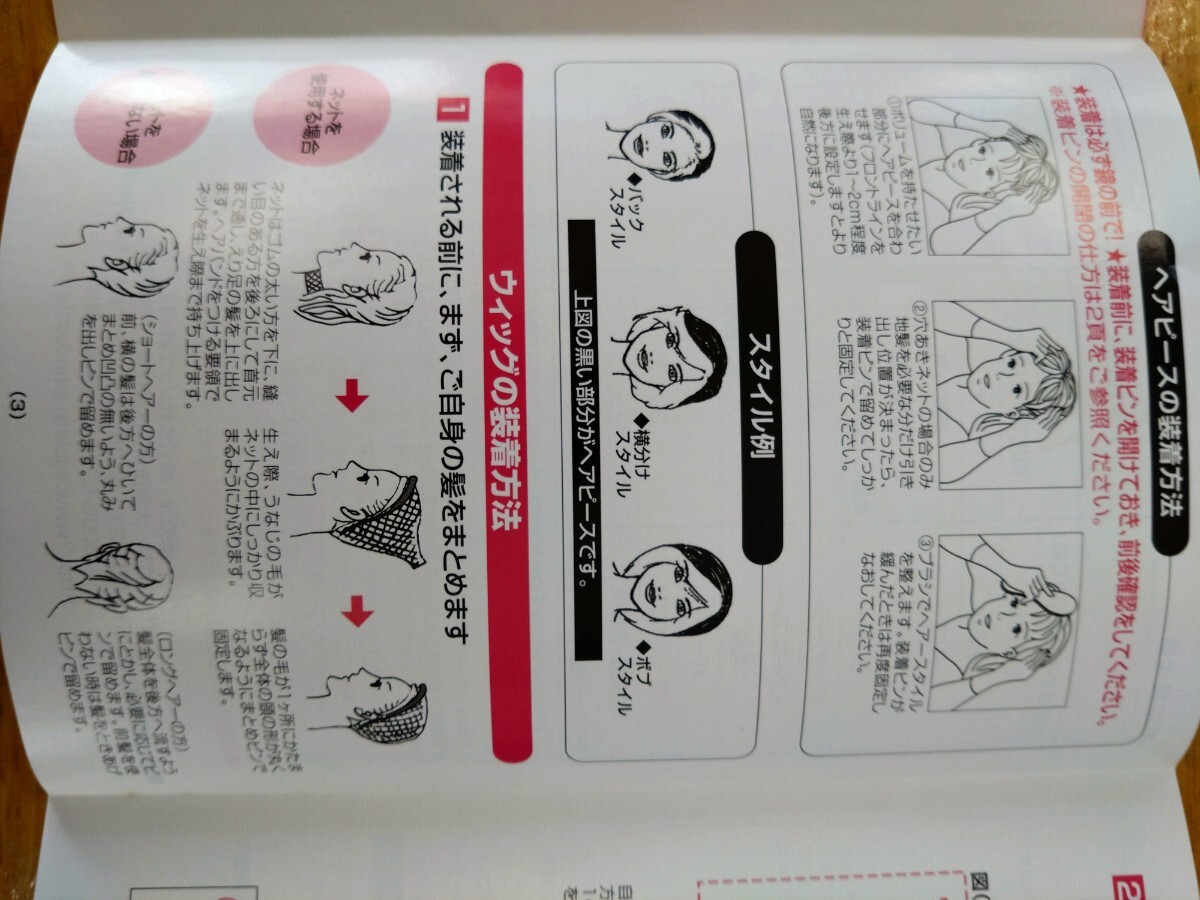 ヘアピースの装着方法
★装着は必ず鏡の前で! ★装着前に、装着ピンを開けておき、前後確認をしてください。
※装着ピンの開閉の仕方は2頁をご参照ください。
①ボリュームを持たせたい
部分にヘアピースを合わ
せます(フロントラインを
生え際より1~2cm程度
後方に設定しますとより
自然になります)。
②穴あきネットの場合のみ
地髪を必要な分だけ引き
出し位置が決まったら、
装着ピンで留めてしっか
りと固定してください。
③ブラシでヘアースタイル
を整えます。装着ピンが
緩んだときは再度固定し
なおしてください。
スタイル例
◆バック
スタイル
◆横分け
スタイル
◆ボブ
スタイル
上図の黒い部分がヘアピースです。
ウィッグの装着方法
1 装着される前に、まず、ご自身の髪をまとめます
ネットを
使用する場合
ネットはゴムの太い方を下に、縫
い目のある方を後ろにして首元
まで通し、えり足の髪を上に出し
ます。ヘアバンドをつける要領で
ネットを生え際まで持ち上げます。
生え際、うなじの毛が
ネットの中にしっかり収
まるようにかぶります。
髪の毛が1ヶ所にかたま
らず全体の頭の形が丸く
なるようにまとめピンで
固定します。
トを
ない場合
(ショートヘアーの方)
前、横の髪は後方へひいて
まとめ凹凸の無いよう、丸み
を出しピンで留めます。
(ロングヘアーの方)
髪全体を後方へ流すよう
にとかし、必要に応じてピ
ンで留めます。前髪を使
わない時は髪をときあげ
ピンで留めます。
(3)
2
図(
目
方
を